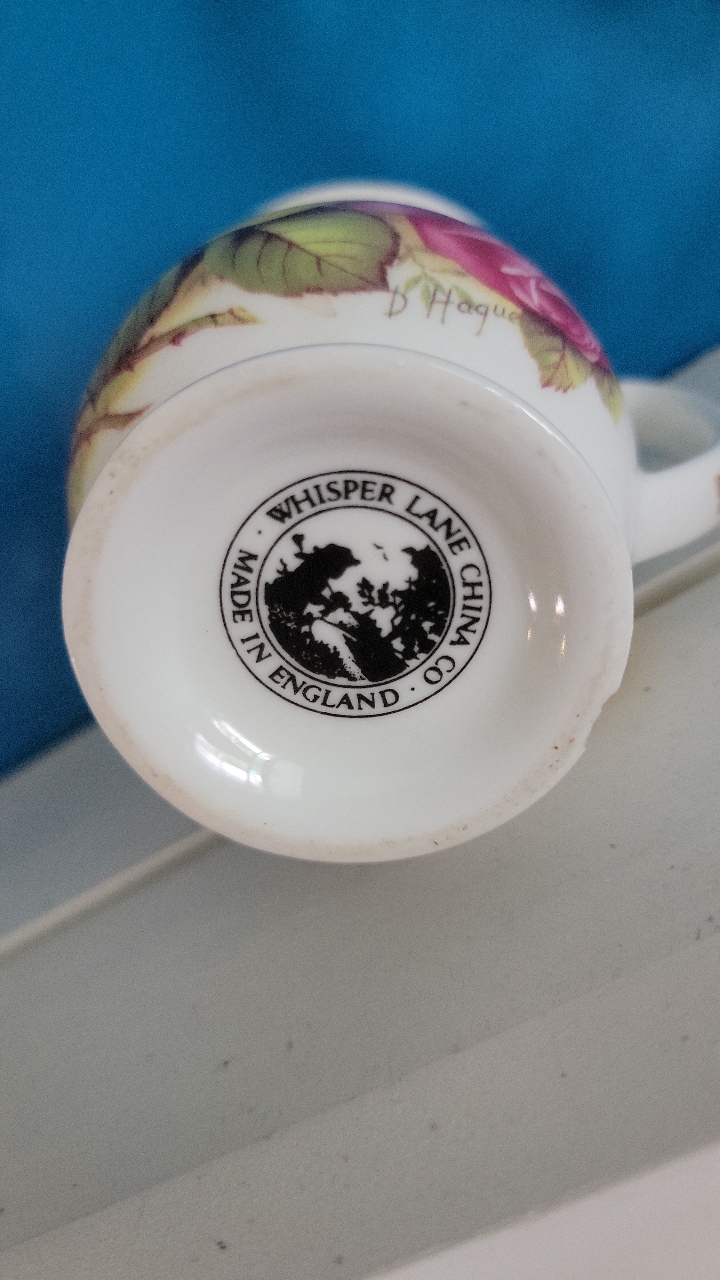 D Hague
· WHISPER LANE CHINA CO ·
MADE IN ENGLAND